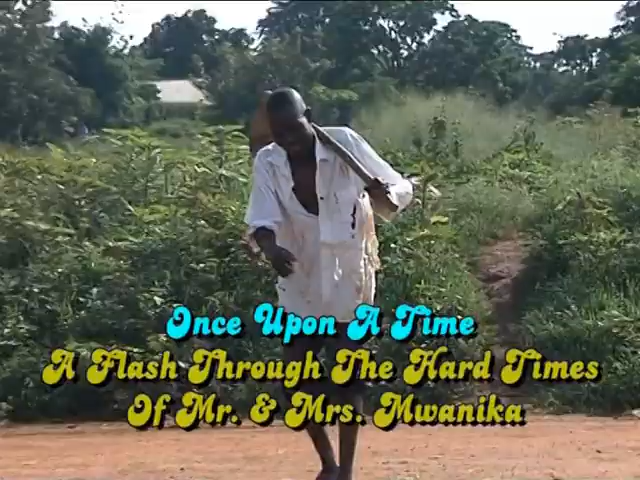 Once Upon A Time
A Flash Through The Hard Times
Of Mr. & Mrs. Mwanika